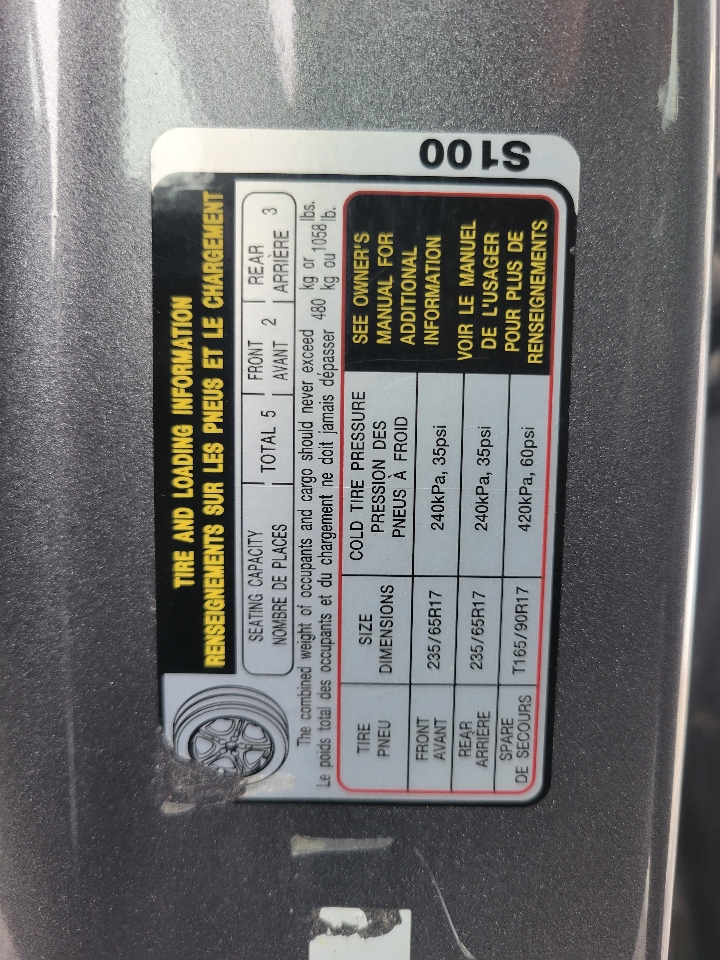 TIRE AND LOADING INFORMATION
RENSEIGNEMENTS SUR LES PNEUS ET LE CHARGEMENT
SEATING CAPACITY
NOMBRE DE PLACES
TOTAL 5
FRONT
AVANT 2
REAR
ARRIÈRE 3
The combined weight of occupants and cargo should never exceed 480 kg or 1058 lbs.
Le poids total des occupants et du chargement ne doit jamais dépasser kg ou lb.
TIRE
PNEU
SIZE
DIMENSIONS
COLD TIRE PRESSURE
PRESSION DES
PNEUS À FROID
SEE OWNER'S
MANUAL FOR
ADDITIONAL
INFORMATION
VOIR LE MANUEL
DE L'USAGER
POUR PLUS DE
RENSEIGNEMENTS
FRONT
AVANT
235/65R17
240kPa, 35psi
REAR
ARRIÈRE
235/65R17
240kPa, 35psi
SPARE
DE SECOURS
T165/90R17
420kPa, 60psi
S100